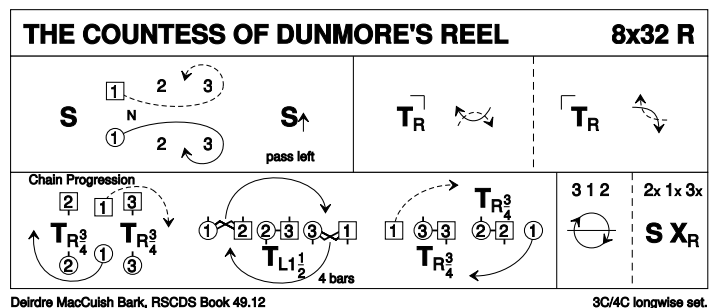 THE COUNTESS OF DUNMORE'S REEL 8x32 R
1 2 3
S N S
1 2 3
pass left
T R T R
Chain Progression
2 1 3
T R 3/4 T R 3/4
2 1 3
1 2 2 3 3 1
T L 1 1/2
4 bars
T R 3/4
1 3 3 2 2 1
T R 3/4
3 1 2 2x 1x 3x
S X R
Deirdre MacCuish Bark, RSCDS Book 49.12 3C/4C longwise set.